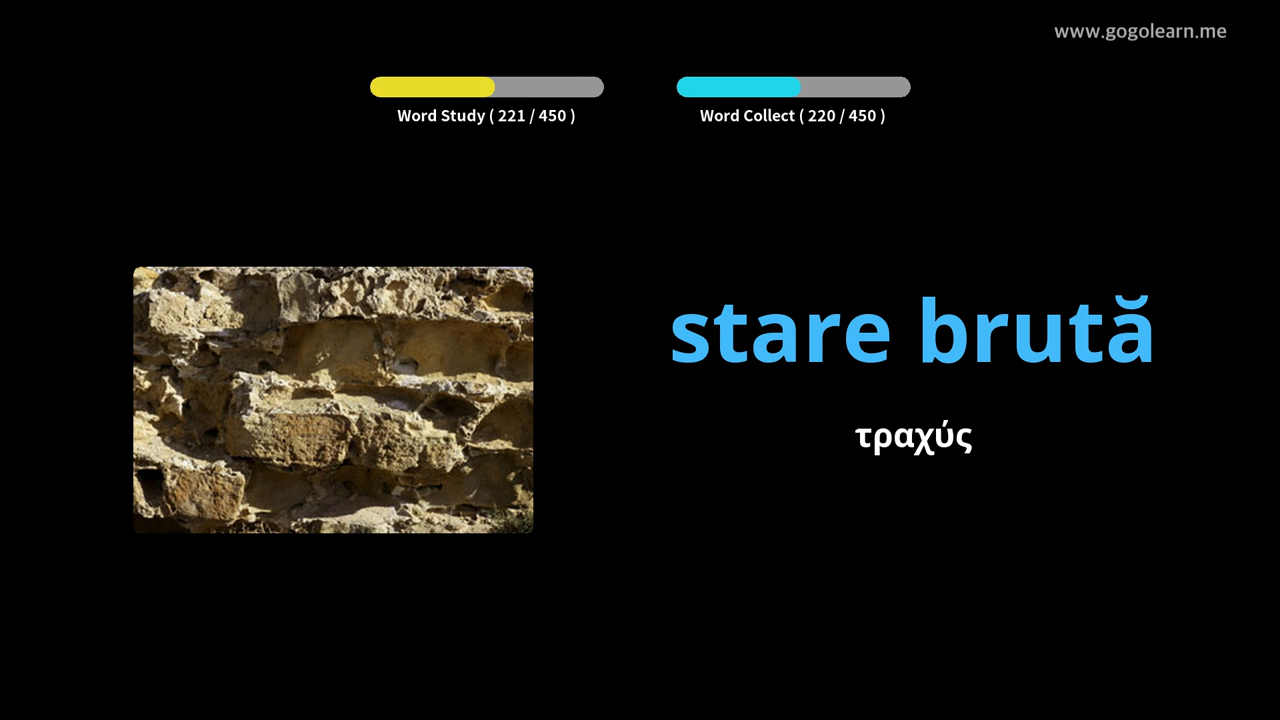 www.gogolearn.me
Word Study ( 221 / 450 )
Word Collect ( 220 / 450 )
stare brută
τραχύς